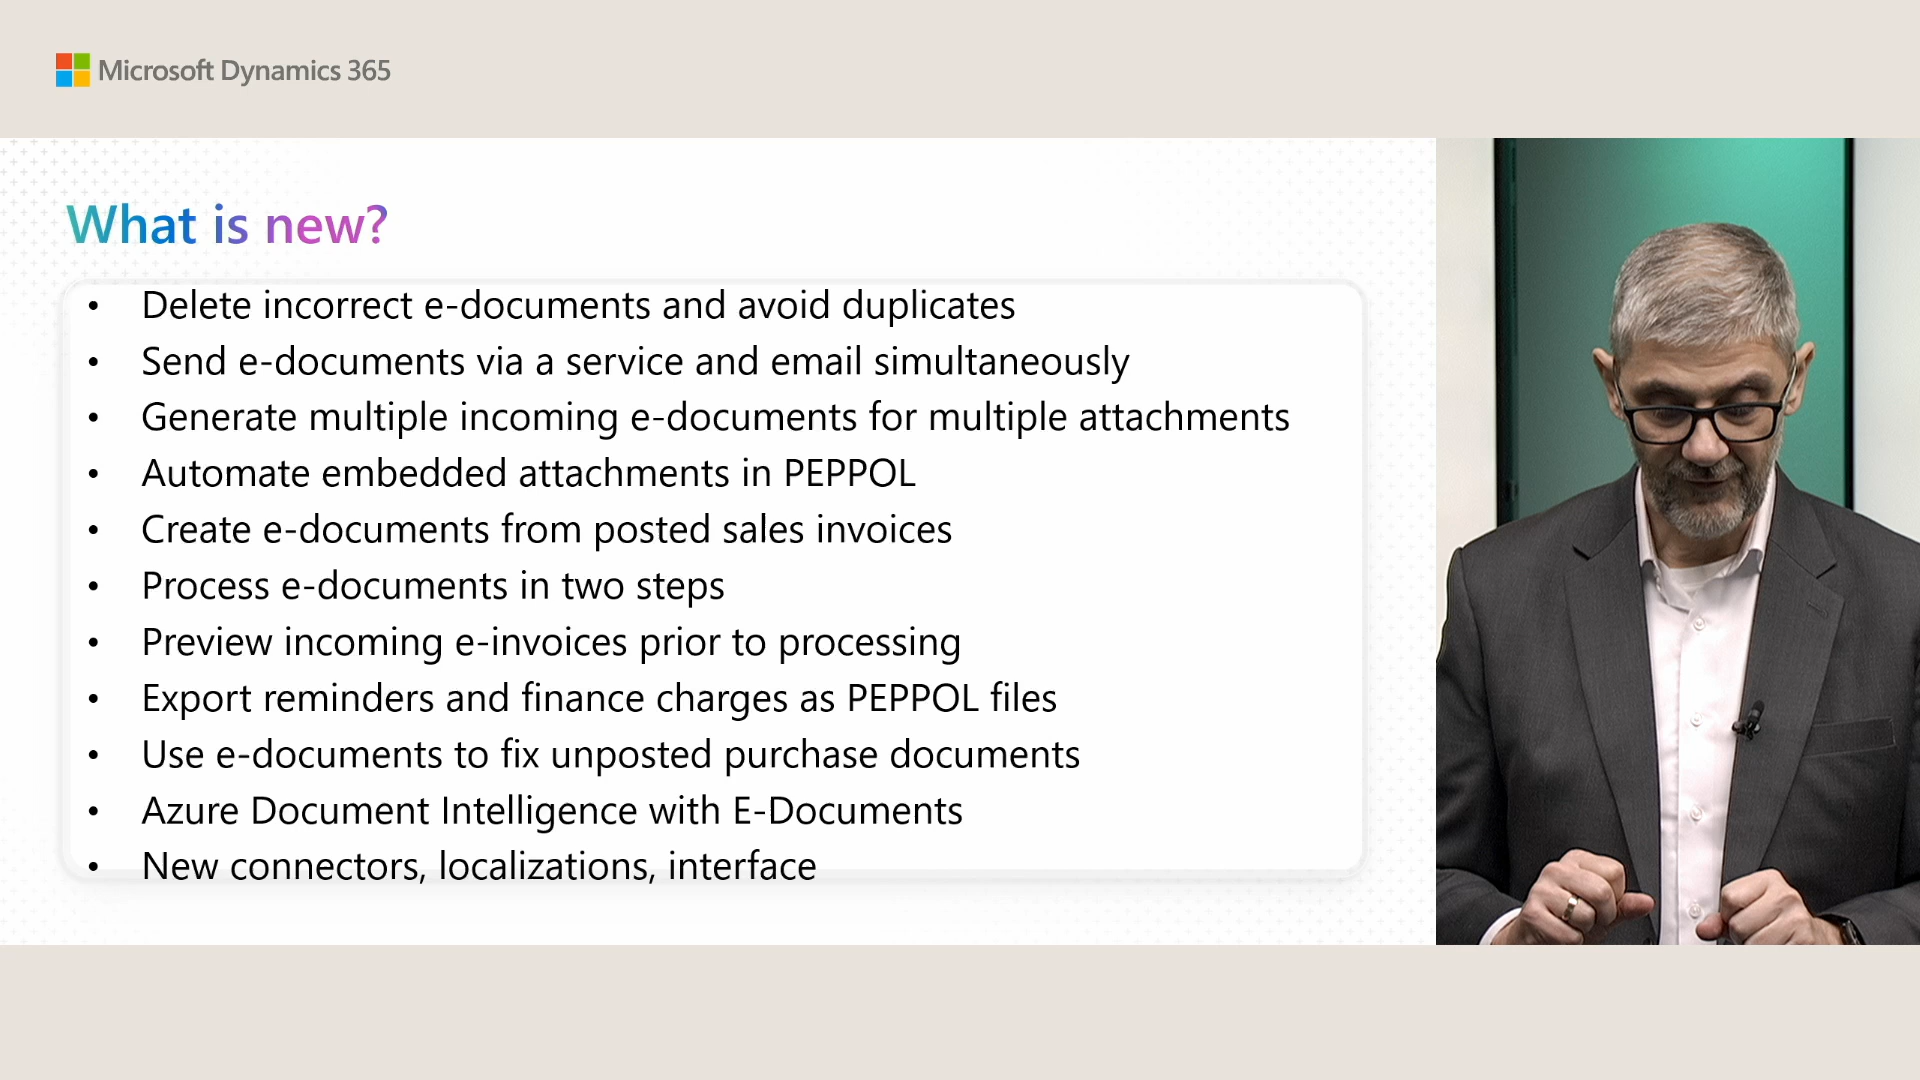 Microsoft Dynamics 365
What is new?
• Delete incorrect e-documents and avoid duplicates
• Send e-documents via a service and email simultaneously
• Generate multiple incoming e-documents for multiple attachments
• Automate embedded attachments in PEPPOL
• Create e-documents from posted sales invoices
• Process e-documents in two steps
• Preview incoming e-invoices prior to processing
• Export reminders and finance charges as PEPPOL files
• Use e-documents to fix unposted purchase documents
• Azure Document Intelligence with E-Documents
• New connectors, localizations, interface